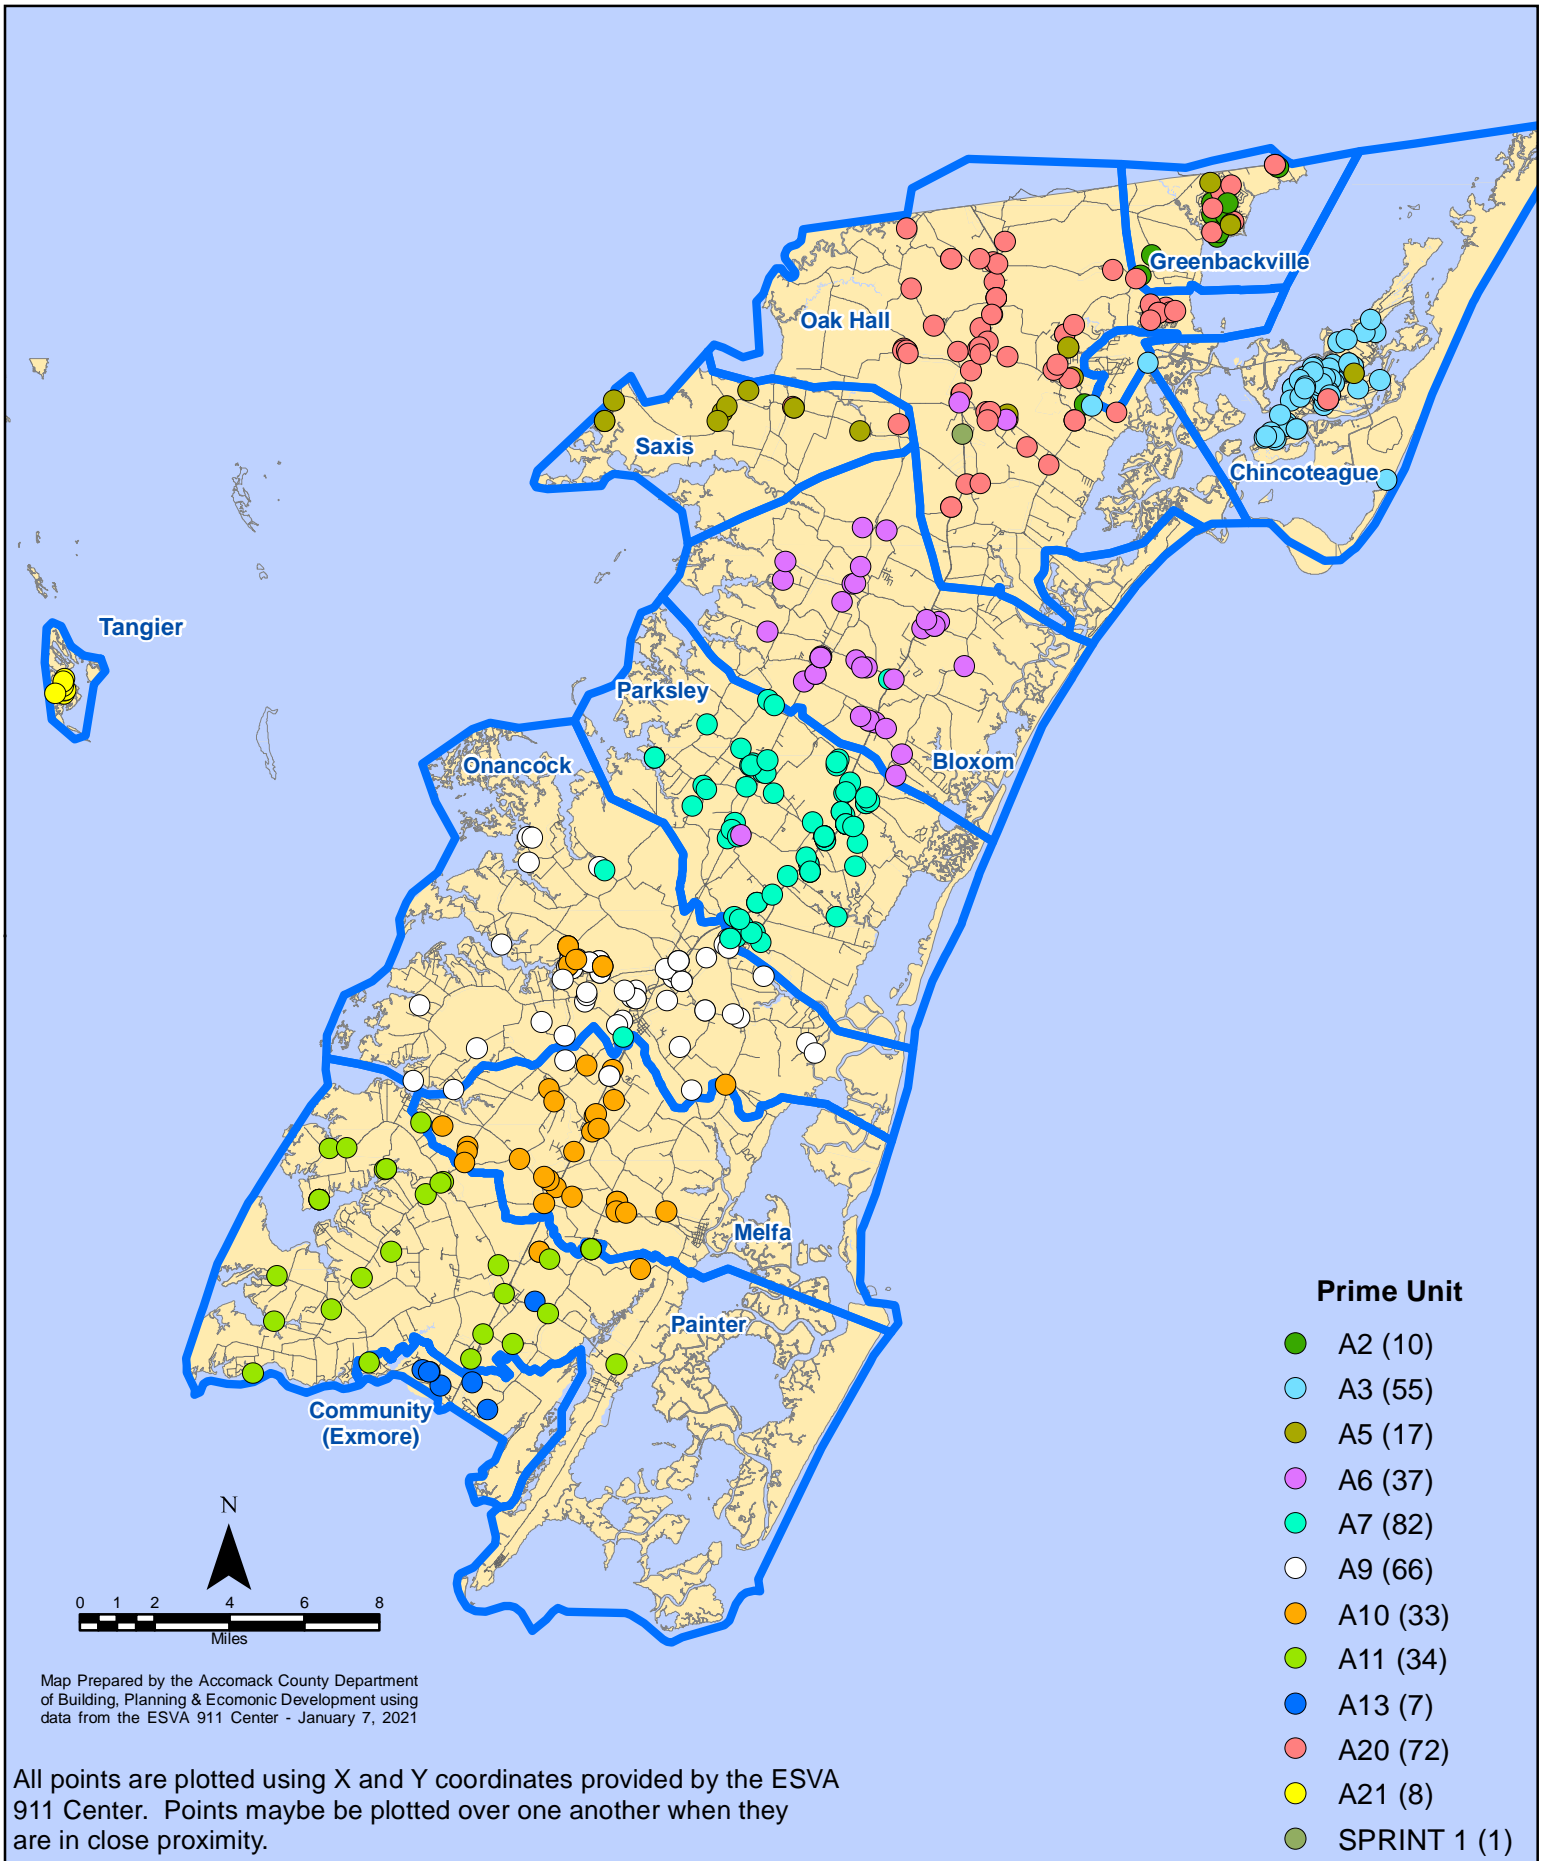 Greenbackville
Oak Hall
Saxis
Chincoteague
Tangier
Parksley
Onancock
Bloxom
Melfa
Painter
Community
(Exmore)
Prime Unit
A2 (10)
A3 (55)
A5 (17)
A6 (37)
A7 (82)
A9 (66)
A10 (33)
A11 (34)
A13 (7)
A20 (72)
A21 (8)
SPRINT 1 (1)
N
0 1 2 4 6 8
Miles
Map Prepared by the Accomack County Department
of Building, Planning & Ecomonic Development using
data from the ESVA 911 Center - January 7, 2021
All points are plotted using X and Y coordinates provided by the ESVA
911 Center. Points maybe be plotted over one another when they
are in close proximity.